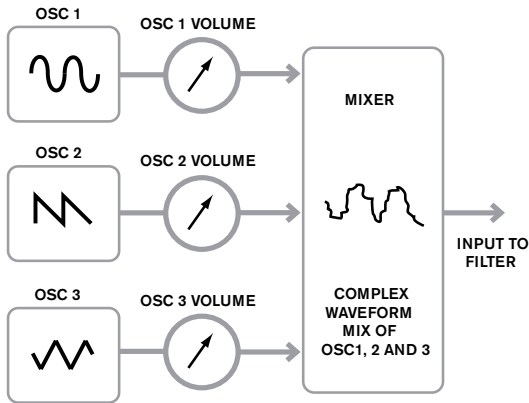 OSC 1
OSC 1 VOLUME
MIXER
OSC 2
OSC 2 VOLUME
INPUT TO
FILTER
OSC 3
OSC 3 VOLUME
COMPLEX
WAVEFORM
MIX OF
OSC1, 2 AND 3